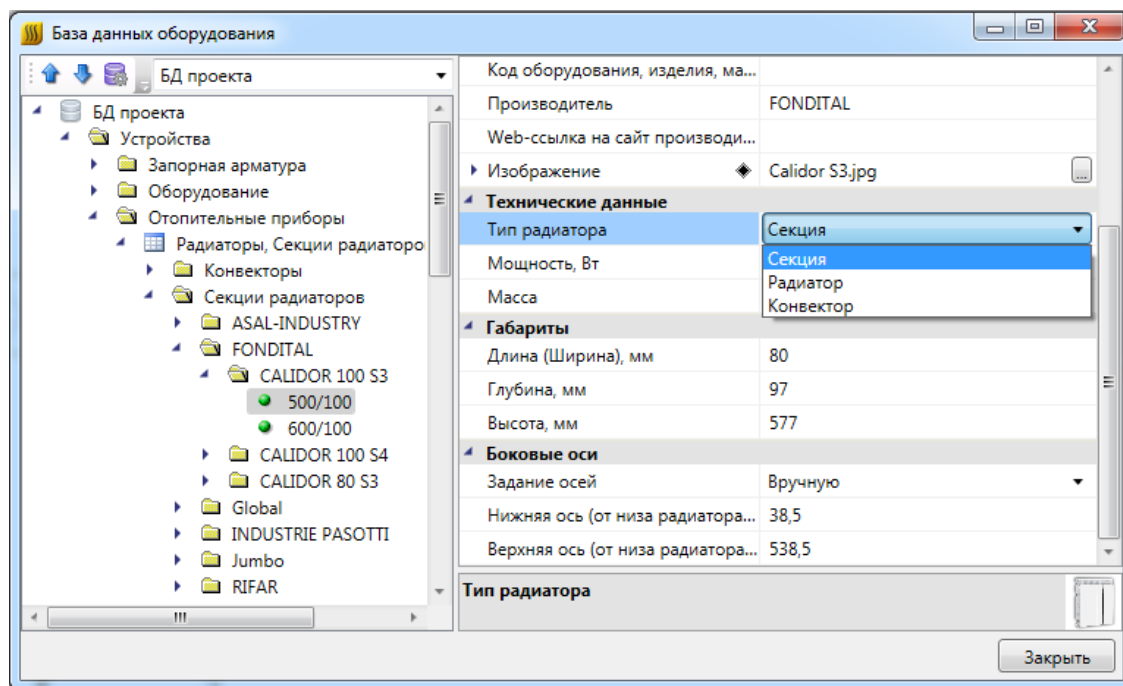 База данных оборудования
БД проекта
БД проекта
Устройства
Запорная арматура
Оборудование
Отопительные приборы
Радиаторы, Секции радиаторо
Конвекторы
Секции радиаторов
ASAL-INDUSTRY
FONDITAL
CALIDOR 100 S3
500/100
600/100
CALIDOR 100 S4
CALIDOR 80 S3
Global
INDUSTRIE PASOTTI
Jumbo
RIFAR
Код оборудования, изделия, ма...
Производитель FONDITAL
Web-ссылка на сайт производи...
Изображение Calidor S3.jpg ...
Технические данные
Тип радиатора Секция
Секция
Мощность, Вт
Радиатор
Масса
Конвектор
Габариты
Длина (Ширина), мм 80
Глубина, мм 97
Высота, мм 577
Боковые оси
Задание осей Вручную
Нижняя ось (от низа радиатора... 38,5
Верхняя ось (от низа радиатора... 538,5
Тип радиатора
Закрыть